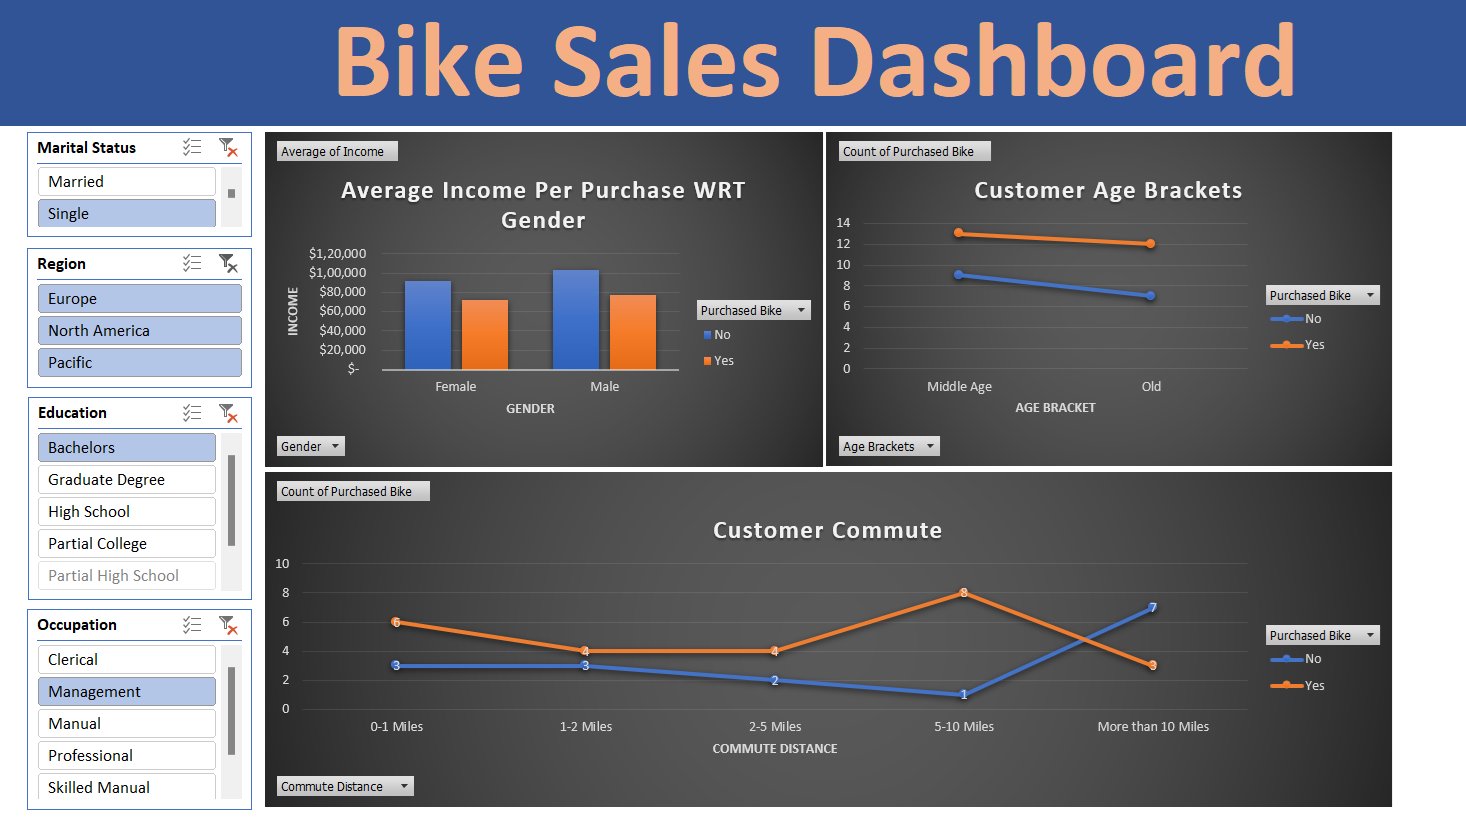 Bike Sales Dashboard
Marital Status
Married
Single
Region
Europe
North America
Pacific
Education
Bachelors
Graduate Degree
High School
Partial College
Partial High School
Occupation
Clerical
Management
Manual
Professional
Skilled Manual
Average of Income
Average Income Per Purchase WRT
Gender
INCOME
$1,20,000
$1,00,000
$80,000
$60,000
$40,000
$20,000
$-
Female
Male
GENDER
Purchased Bike
No
Yes
Gender
Count of Purchased Bike
Customer Age Brackets
14
12
10
8
6
4
2
0
Middle Age
Old
AGE BRACKET
Purchased Bike
No
Yes
Age Brackets
Count of Purchased Bike
Customer Commute
10
8
6
4
2
0
6
4
4
8
3
3
3
2
1
7
0-1 Miles
1-2 Miles
2-5 Miles
5-10 Miles
More than 10 Miles
COMMUTE DISTANCE
Purchased Bike
No
Yes
Commute Distance